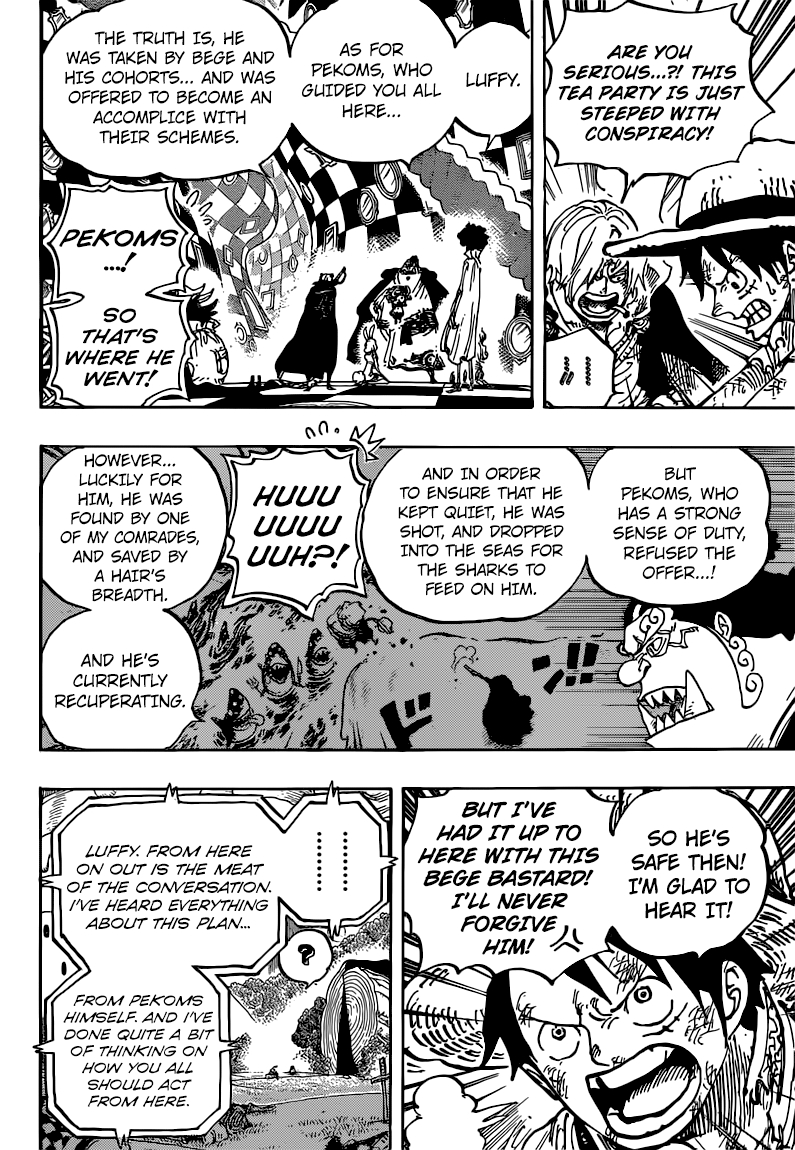 ARE YOU
SERIOUS...?! THIS
TEA PARTY IS JUST
STEEPED WITH
CONSPIRACY!
!!
LUFFY.
AS FOR
PEKOMS, WHO
GUIDED YOU ALL
HERE...
THE TRUTH IS, HE
WAS TAKEN BY BEGE AND
HIS COHORTS... AND WAS
OFFERED TO BECOME AN
ACCOMPLICE WITH
THEIR SCHEMES.
PEKOMS
...!
SO
THAT'S
WHERE HE
WENT!
BUT
PEKOMS, WHO
HAS A STRONG
SENSE OF DUTY,
REFUSED THE
OFFER...!
AND IN ORDER
TO ENSURE THAT HE
KEPT QUIET, HE WAS
SHOT, AND DROPPED
INTO THE SEAS FOR
THE SHARKS TO
FEED ON HIM.
ドン!!
HUUU
UUUU
UUH?!
HOWEVER...
LUCKILY FOR
HIM, HE WAS
FOUND BY ONE
OF MY COMRADES,
AND SAVED BY
A HAIR'S
BREADTH.
AND HE'S
CURRENTLY
RECUPERATING.
SO HE'S
SAFE THEN!
I'M GLAD TO
HEAR IT!
BUT I'VE
HAD IT UP TO
HERE WITH THIS
BEGE BASTARD!
I'LL NEVER
FORGIVE
HIM!
LUFFY. FROM HERE
ON OUT IS THE MEAT
OF THE CONVERSATION.
I'VE HEARD EVERYTHING
ABOUT THIS PLAN...
?
FROM PEKOMS
HIMSELF. AND I'VE
DONE QUITE A BIT
OF THINKING ON
HOW YOU ALL
SHOULD ACT
FROM HERE.